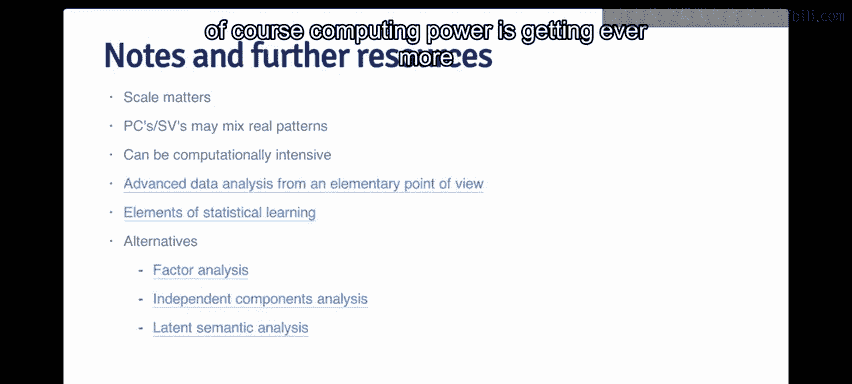 of course computing power is getting ever
more
Notes and further resources
· Scale matters
· PC's/SV's may mix real patterns
· Can be computationally intensive
· Advanced data analysis from an elementary point of view
· Elements of statistical learning
· Alternatives
- Factor analysis
- Independent components analysis
- Latent semantic analysis